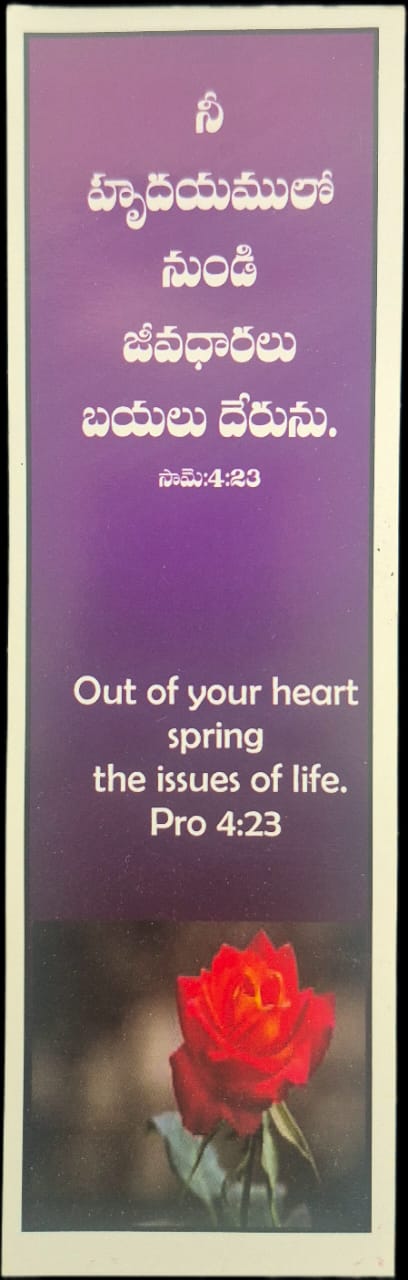 నీ
హృదయములో
నుండి
జీవధారలు
బయలు దేరును.
సామె:4:23
Out of your heart
spring
the issues of life.
Pro 4:23